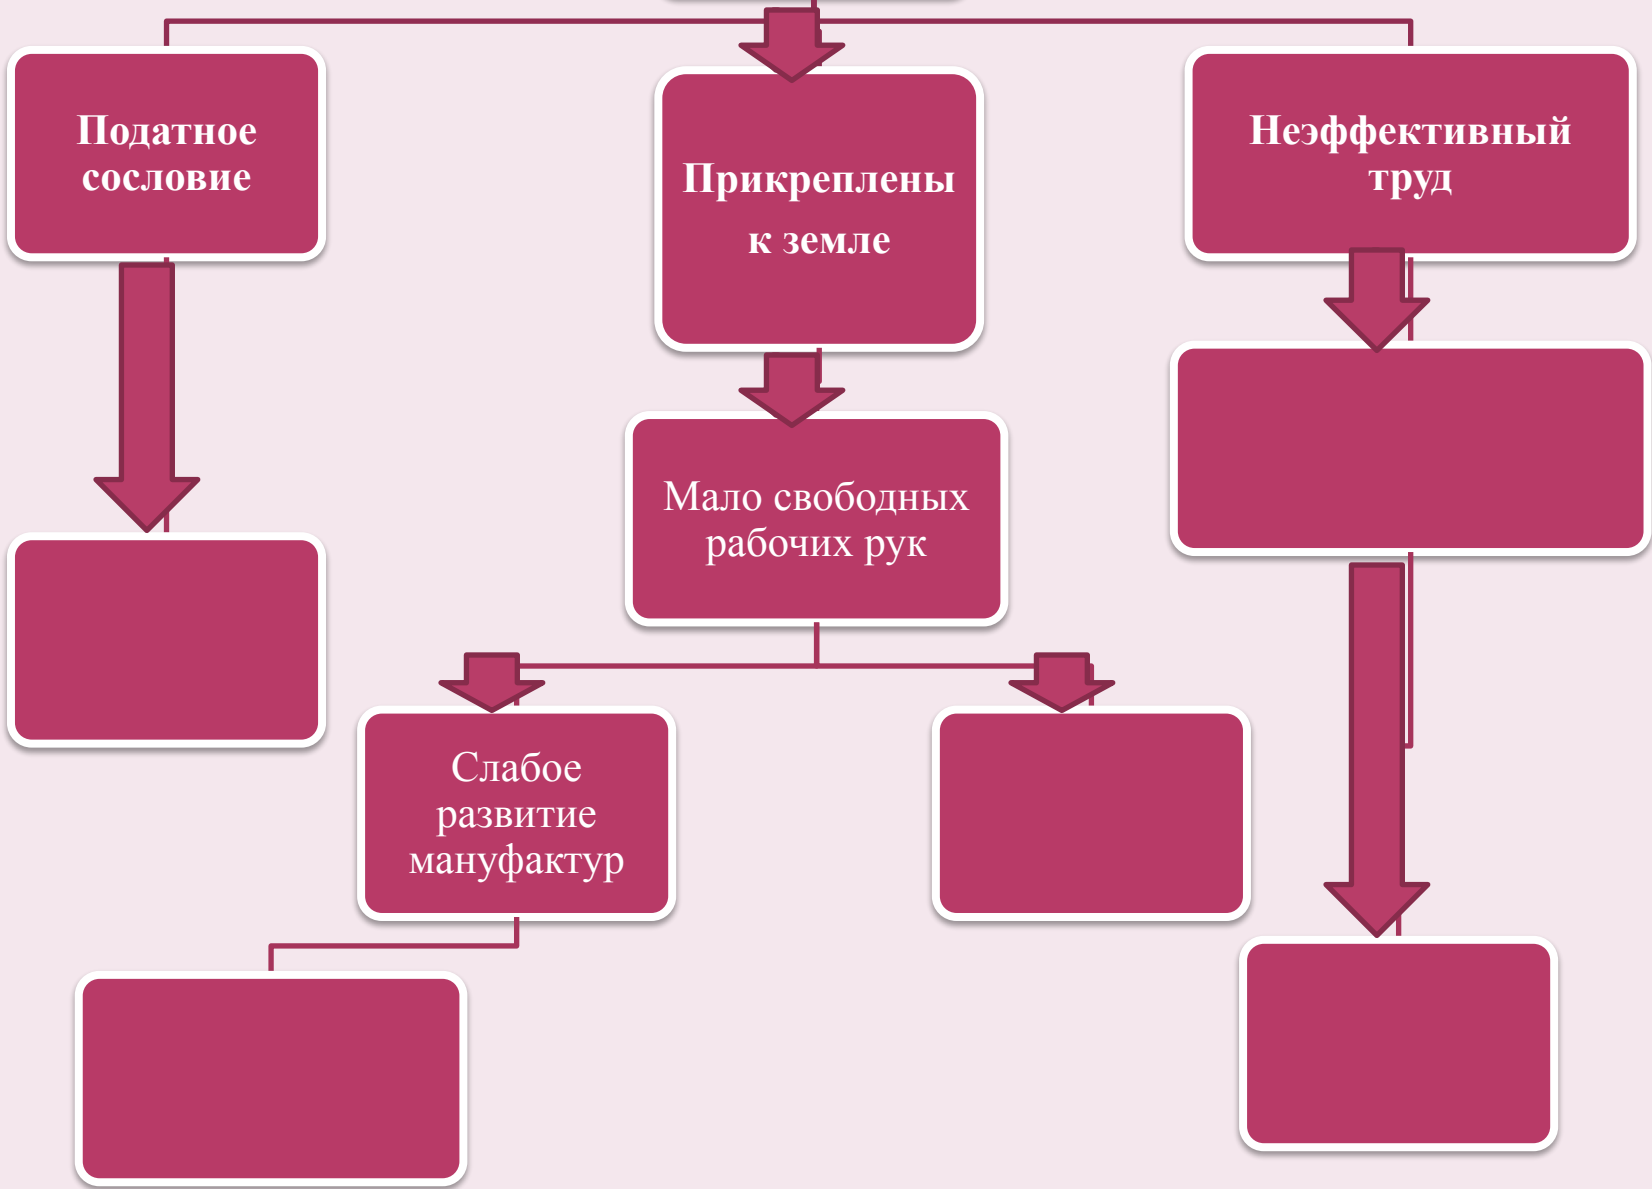 Податное
сословие
Прикреплены
к земле
Неэффективный
труд
Мало свободных
рабочих рук
Слабое
развитие
мануфактур